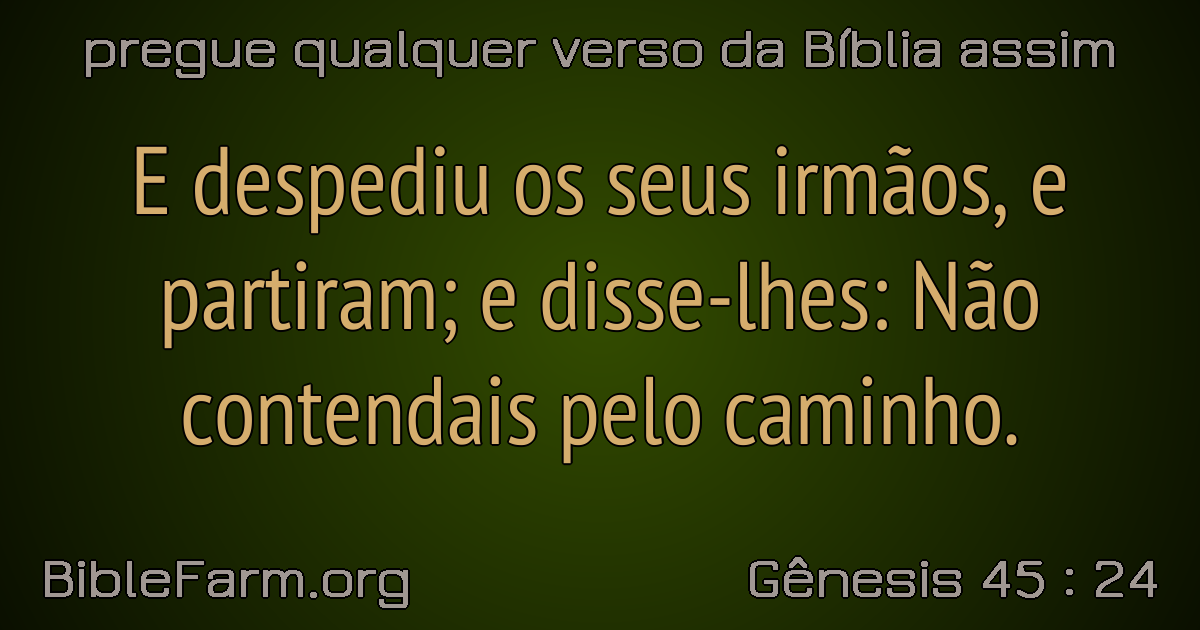 pregue qualquer verso da Bíblia assim
E despediu os seus irmãos, e
partiram; e disse-lhes: Não
contendais pelo caminho.
BibleFarm.org
Gênesis 45 : 24